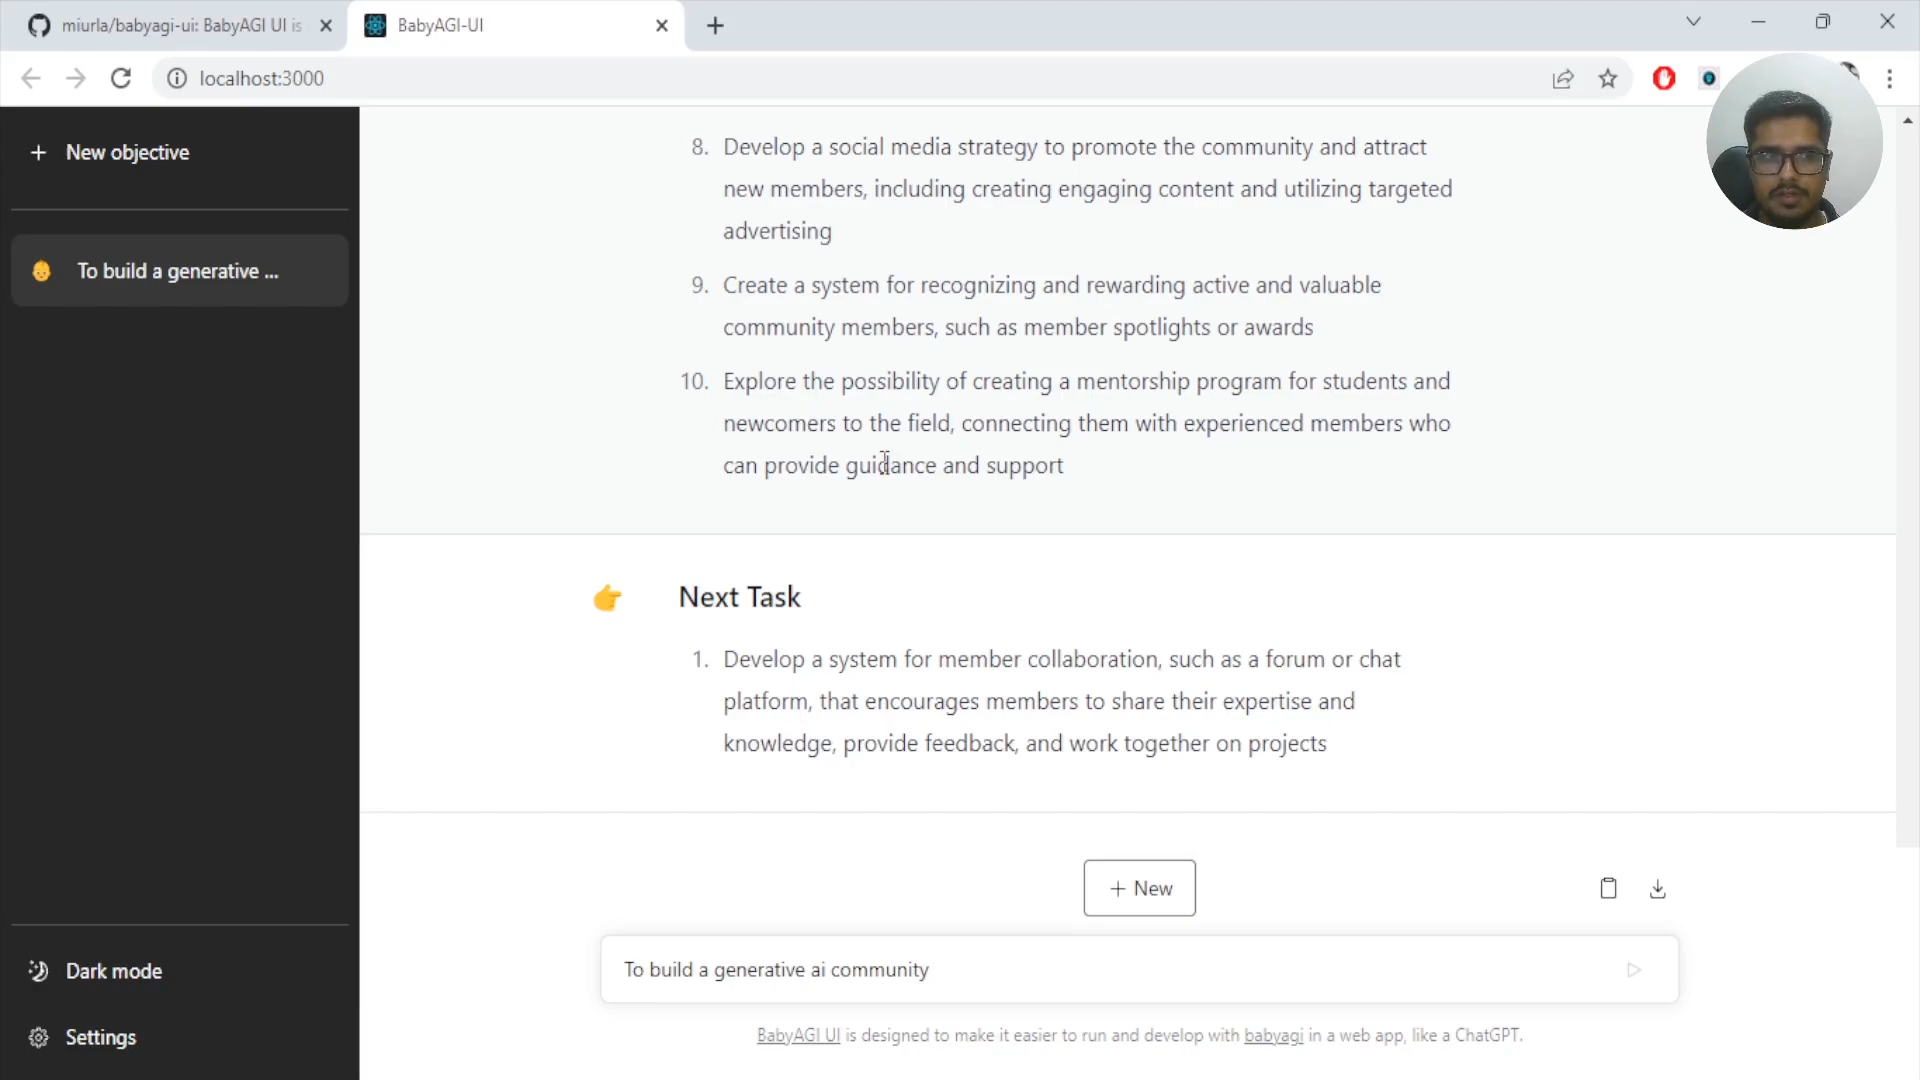 miurla/babyagi-ui: BabyAGI UI is
BabyAGI-UI
localhost:3000
New objective
To build a generative ...
8. Develop a social media strategy to promote the community and attract
new members, including creating engaging content and utilizing targeted
advertising
9. Create a system for recognizing and rewarding active and valuable
community members, such as member spotlights or awards
10. Explore the possibility of creating a mentorship program for students and
newcomers to the field, connecting them with experienced members who
can provide guidance and support
Next Task
1. Develop a system for member collaboration, such as a forum or chat
platform, that encourages members to share their expertise and
knowledge, provide feedback, and work together on projects
+ New
To build a generative ai community
Dark mode
Settings
BabyAGI UI is designed to make it easier to run and develop with babyagi in a web app, like a ChatGPT.